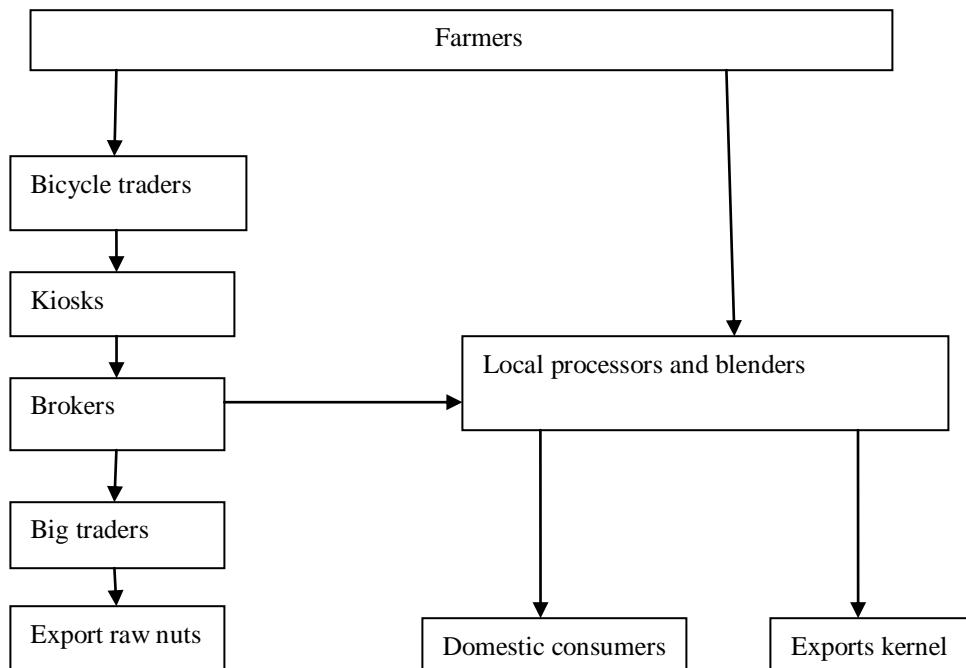 Farmers
Bicycle traders
Kiosks
Local processors and blenders
Brokers
Big traders
Export raw nuts
Domestic consumers
Exports kernel